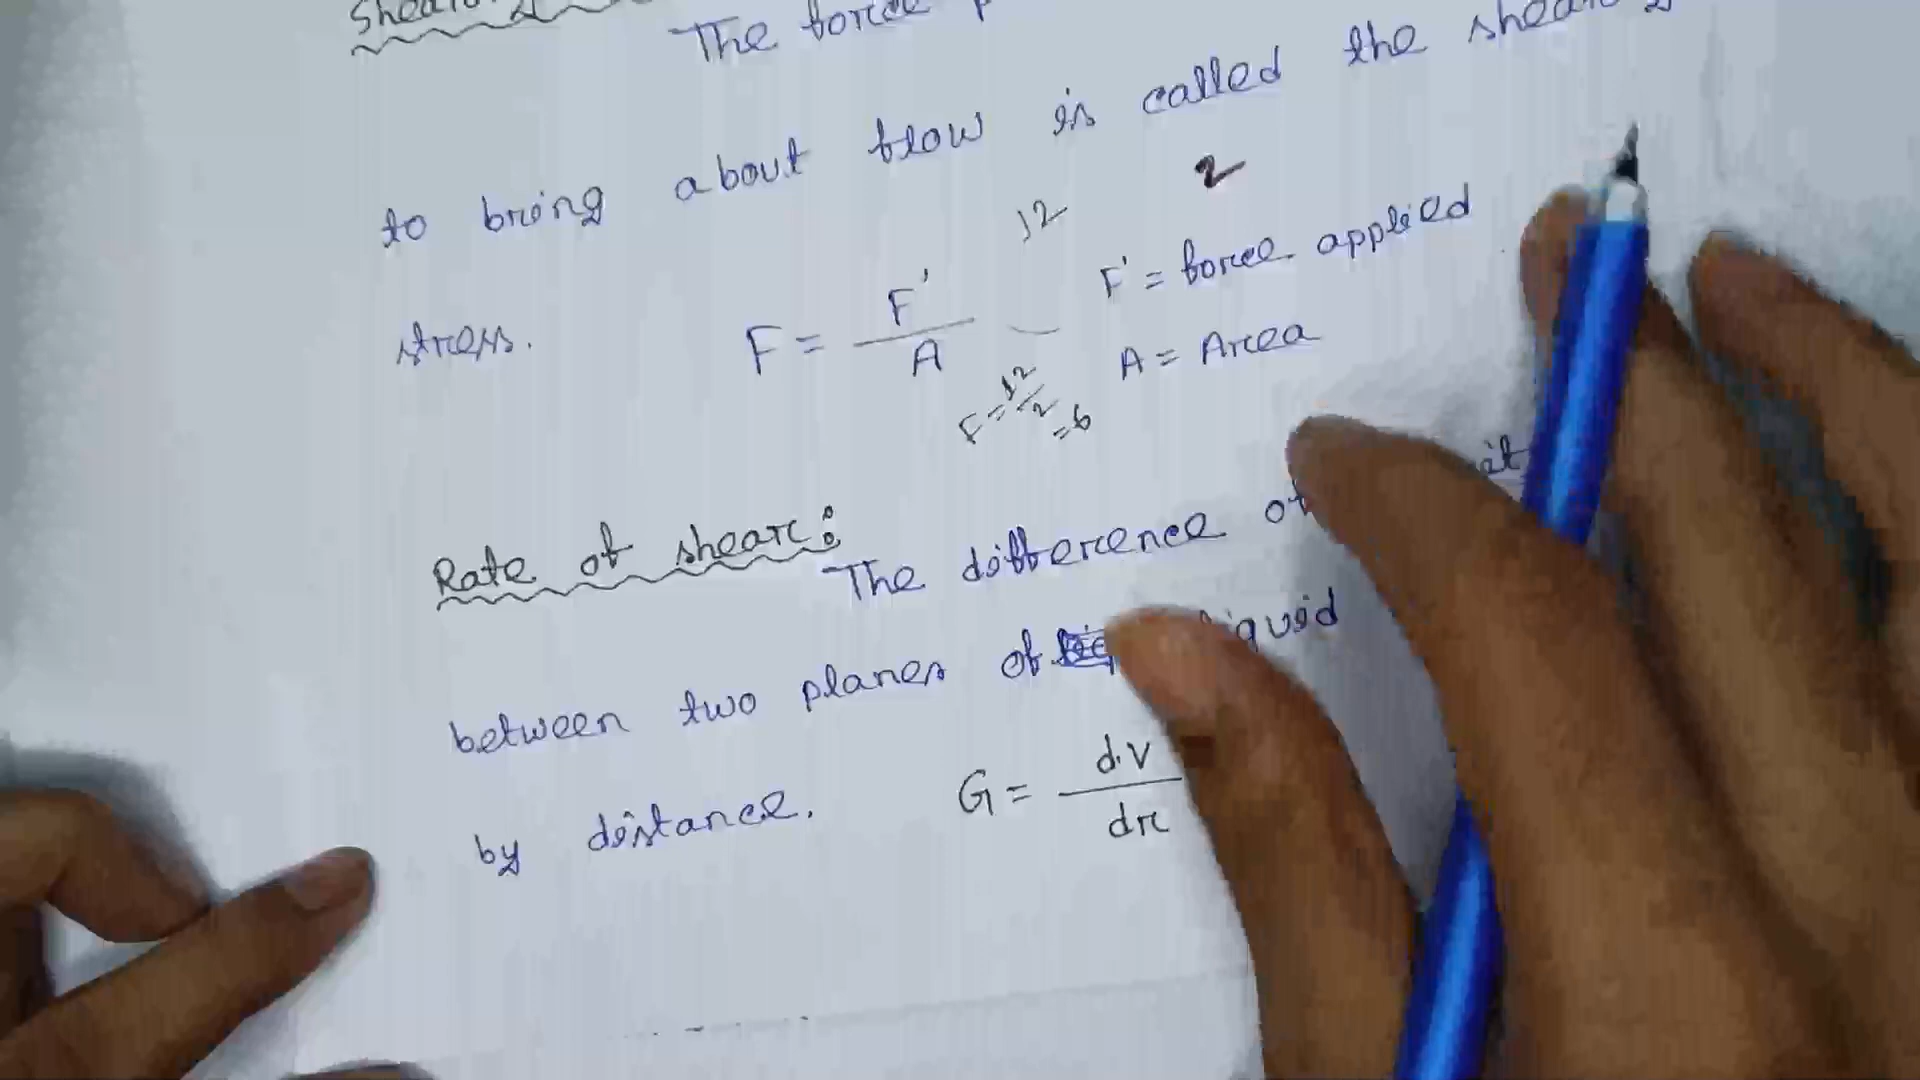 The force
to bring about flow is called the shearing
stress.
12
2
F = F' / A
F' = force applied
A = Area
F = 12/2
= 6
Rate of shear:
The difference of
between two planes of liquid
by distance.
G = dv / dr